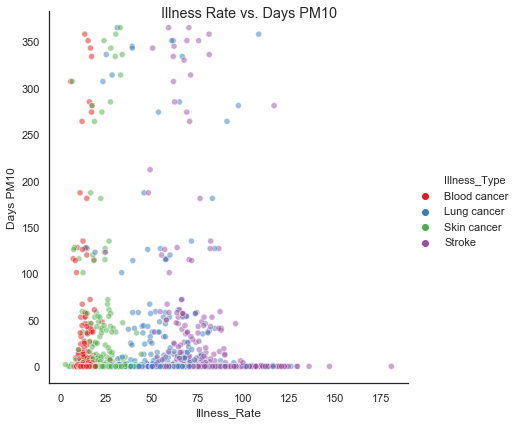 Illness Rate vs. Days PM10
350
300
250
200
150
100
50
0
Days PM10
0
25
50
75
100
125
150
175
Illness_Rate
Illness_Type
Blood cancer
Lung cancer
Skin cancer
Stroke